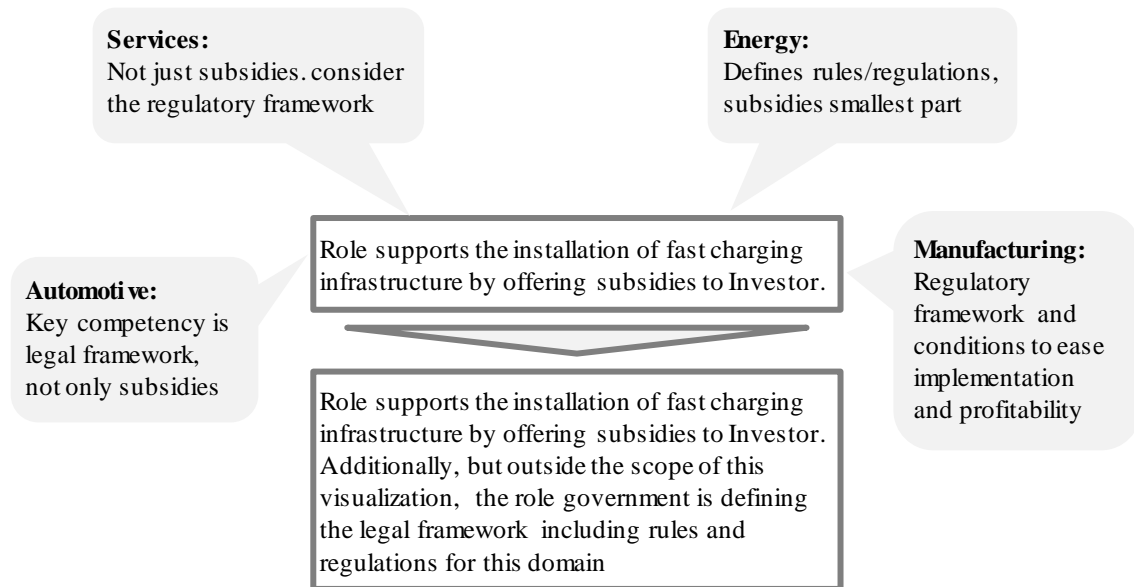 Services:
Not just subsidies. consider
the regulatory framework
Energy:
Defines rules/regulations,
subsidies smallest part
Role supports the installation of fast charging
infrastructure by offering subsidies to Investor.
Manufacturing:
Regulatory
framework and
conditions to ease
implementation
and profitability
Automotive:
Key competency is
legal framework,
not only subsidies
Role supports the installation of fast charging
infrastructure by offering subsidies to Investor.
Additionally, but outside the scope of this
visualization, the role government is defining
the legal framework including rules and
regulations for this domain